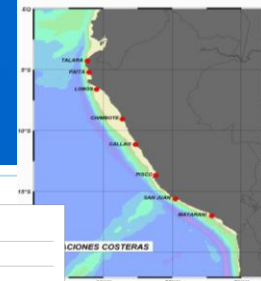 EQ
TALARA
PAITA
5°S
LOBOS
CHIMBOTE
10°S
CALLAO
PISCO
15°S
SAN JUAN
MATARANI
ACIONES COSTERAS